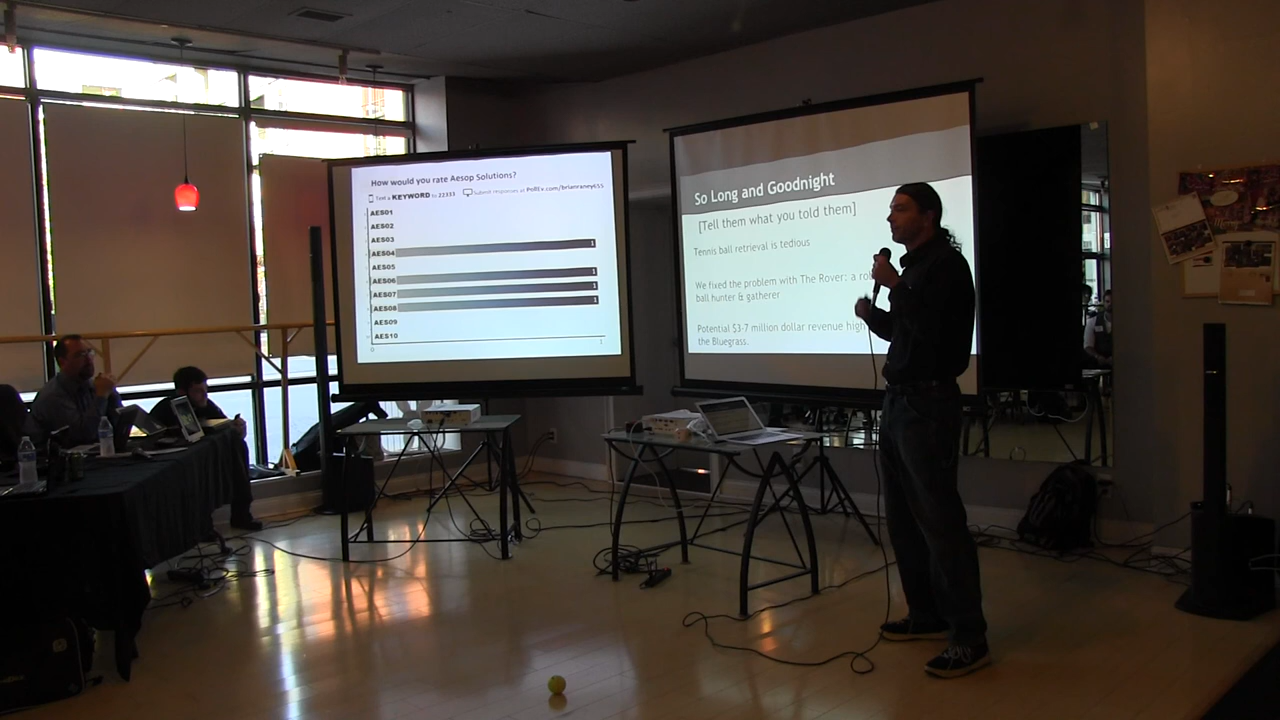 How would you rate Aesop Solutions?
Text a KEYWORD to 22333 Submit responses at PollEv.com/brianraney655
AES01
AES02
AES03
AES04 1
AES05
AES06 1
AES07 1
AES08 1
AES09
AES10
1
So Long and Goodnight
[Tell them what you told them]
Tennis ball retrieval is tedious
We fixed the problem with The Rover: a
ball hunter & gatherer
Potential $3-7 million dollar revenue high
the Bluegrass.